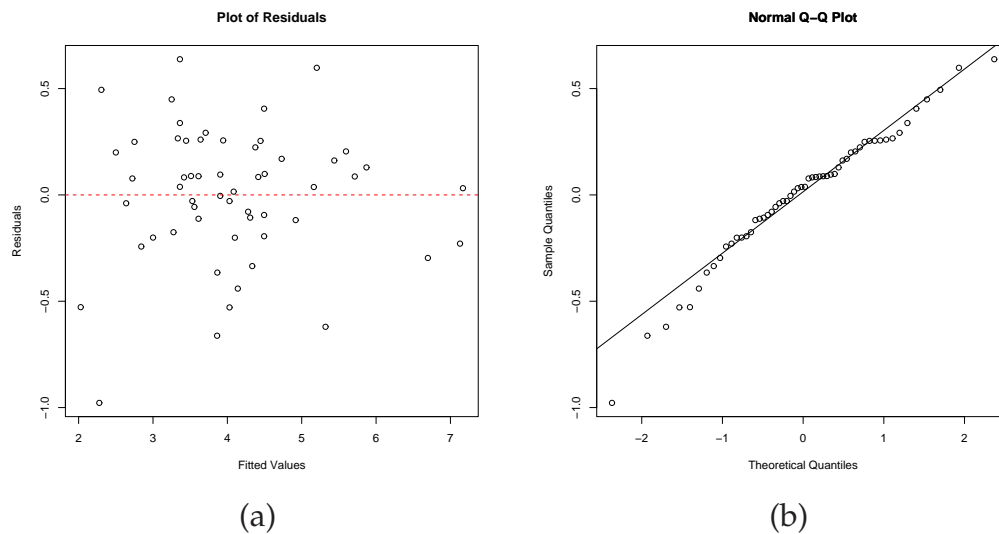 Plot of Residuals
Residuals
0.5
0.0
−0.5
−1.0
2 3 4 5 6 7
Fitted Values
(a)
Normal Q−Q Plot
Sample Quantiles
0.5
0.0
−0.5
−1.0
−2 −1 0 1 2
Theoretical Quantiles
(b)